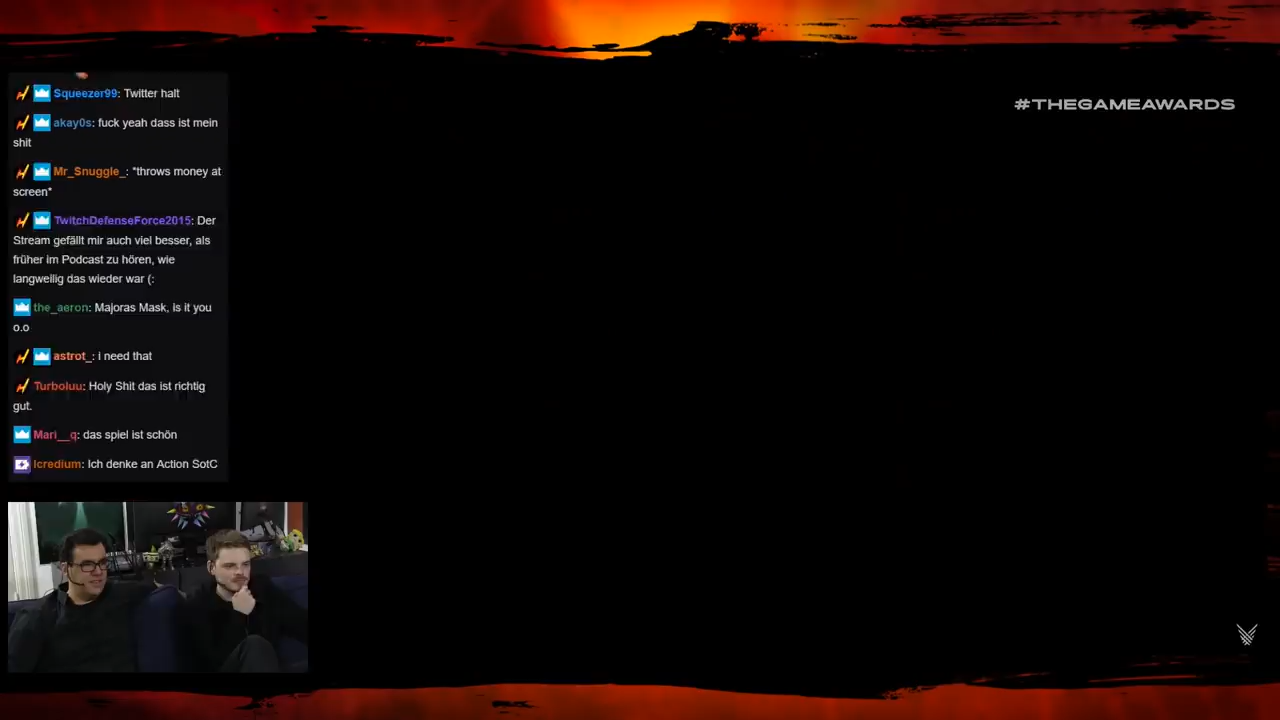 Squeezer99: Twitter halt
akay0s: fuck yeah dass ist mein
shit
Mr_Snuggle_: *throws money at
screen*
TwitchDefenseForce2015: Der
Stream gefällt mir auch viel besser, als
früher im Podcast zu hören, wie
langweilig das wieder war (:
the_aeron: Majoras Mask, is it you
o.o
astrot_: i need that
Turboluu: Holy Shit das ist richtig
gut.
Mari__q: das spiel ist schön
Icredium: Ich denke an Action SotC
#THEGAMEAWARDS